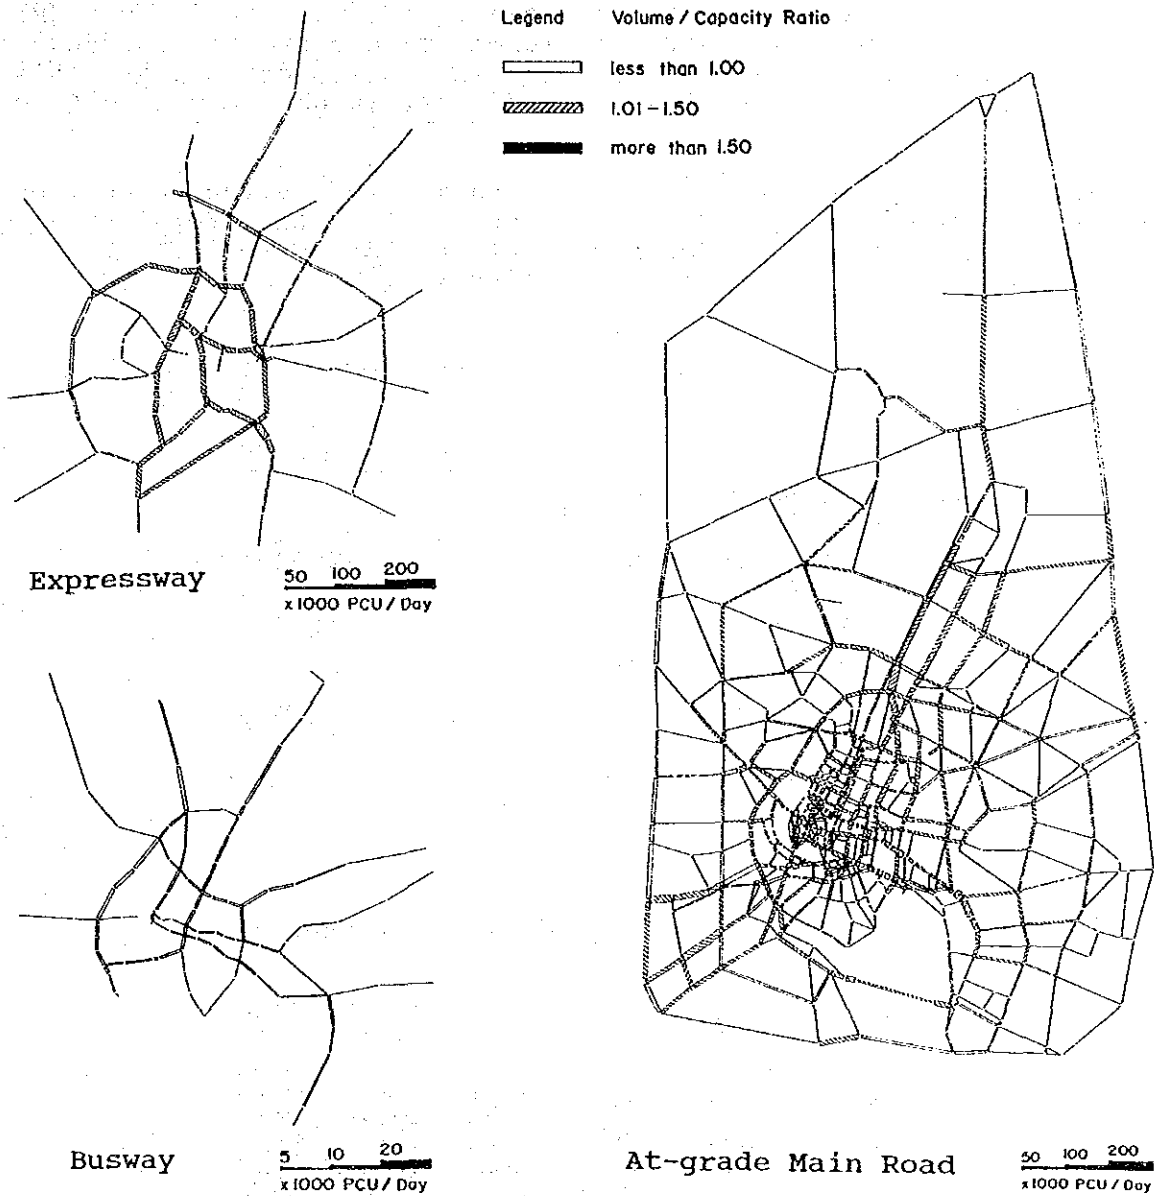 Legend Volume / Capacity Ratio
less than 1.00
1.01-1.50
more than 1.50
Expressway
50 100 200
x1000 PCU / Day
Busway
5 10 20
x1000 PCU / Day
At-grade Main Road
50 100 200
x1000 PCU / Day